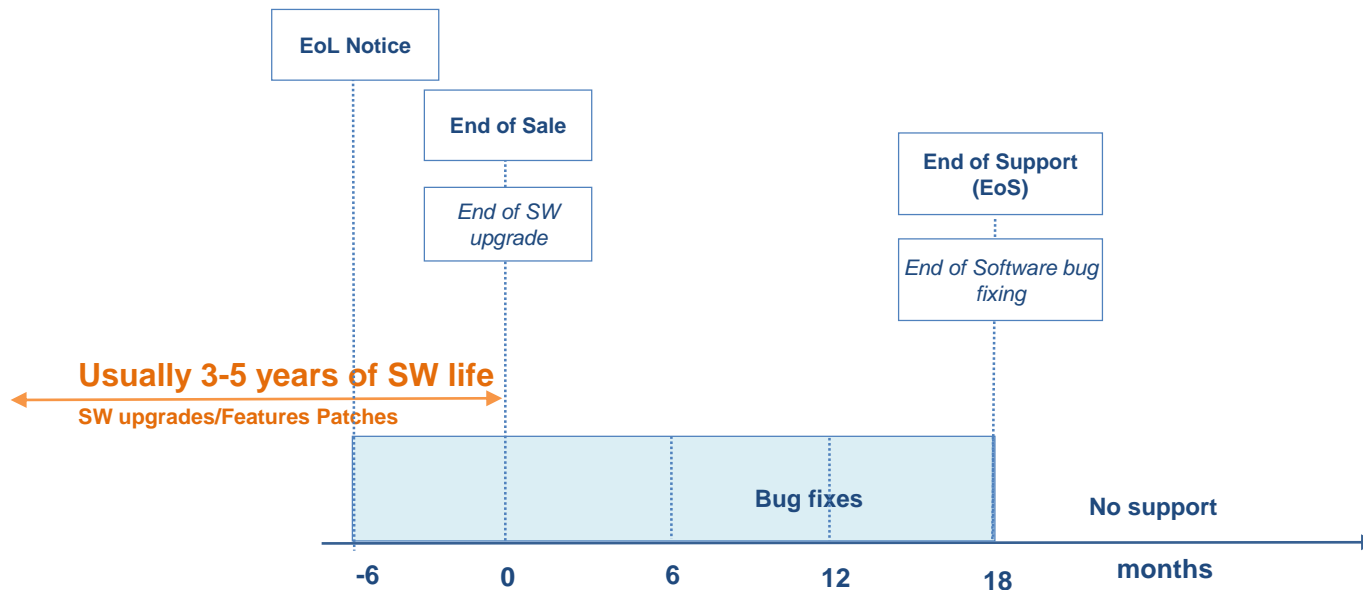 EoL Notice
End of Sale
End of SW
upgrade
End of Support
(EoS)
End of Software bug
fixing
Usually 3-5 years of SW life
SW upgrades/Features Patches
Bug fixes
No support
-6
0
6
12
18
months